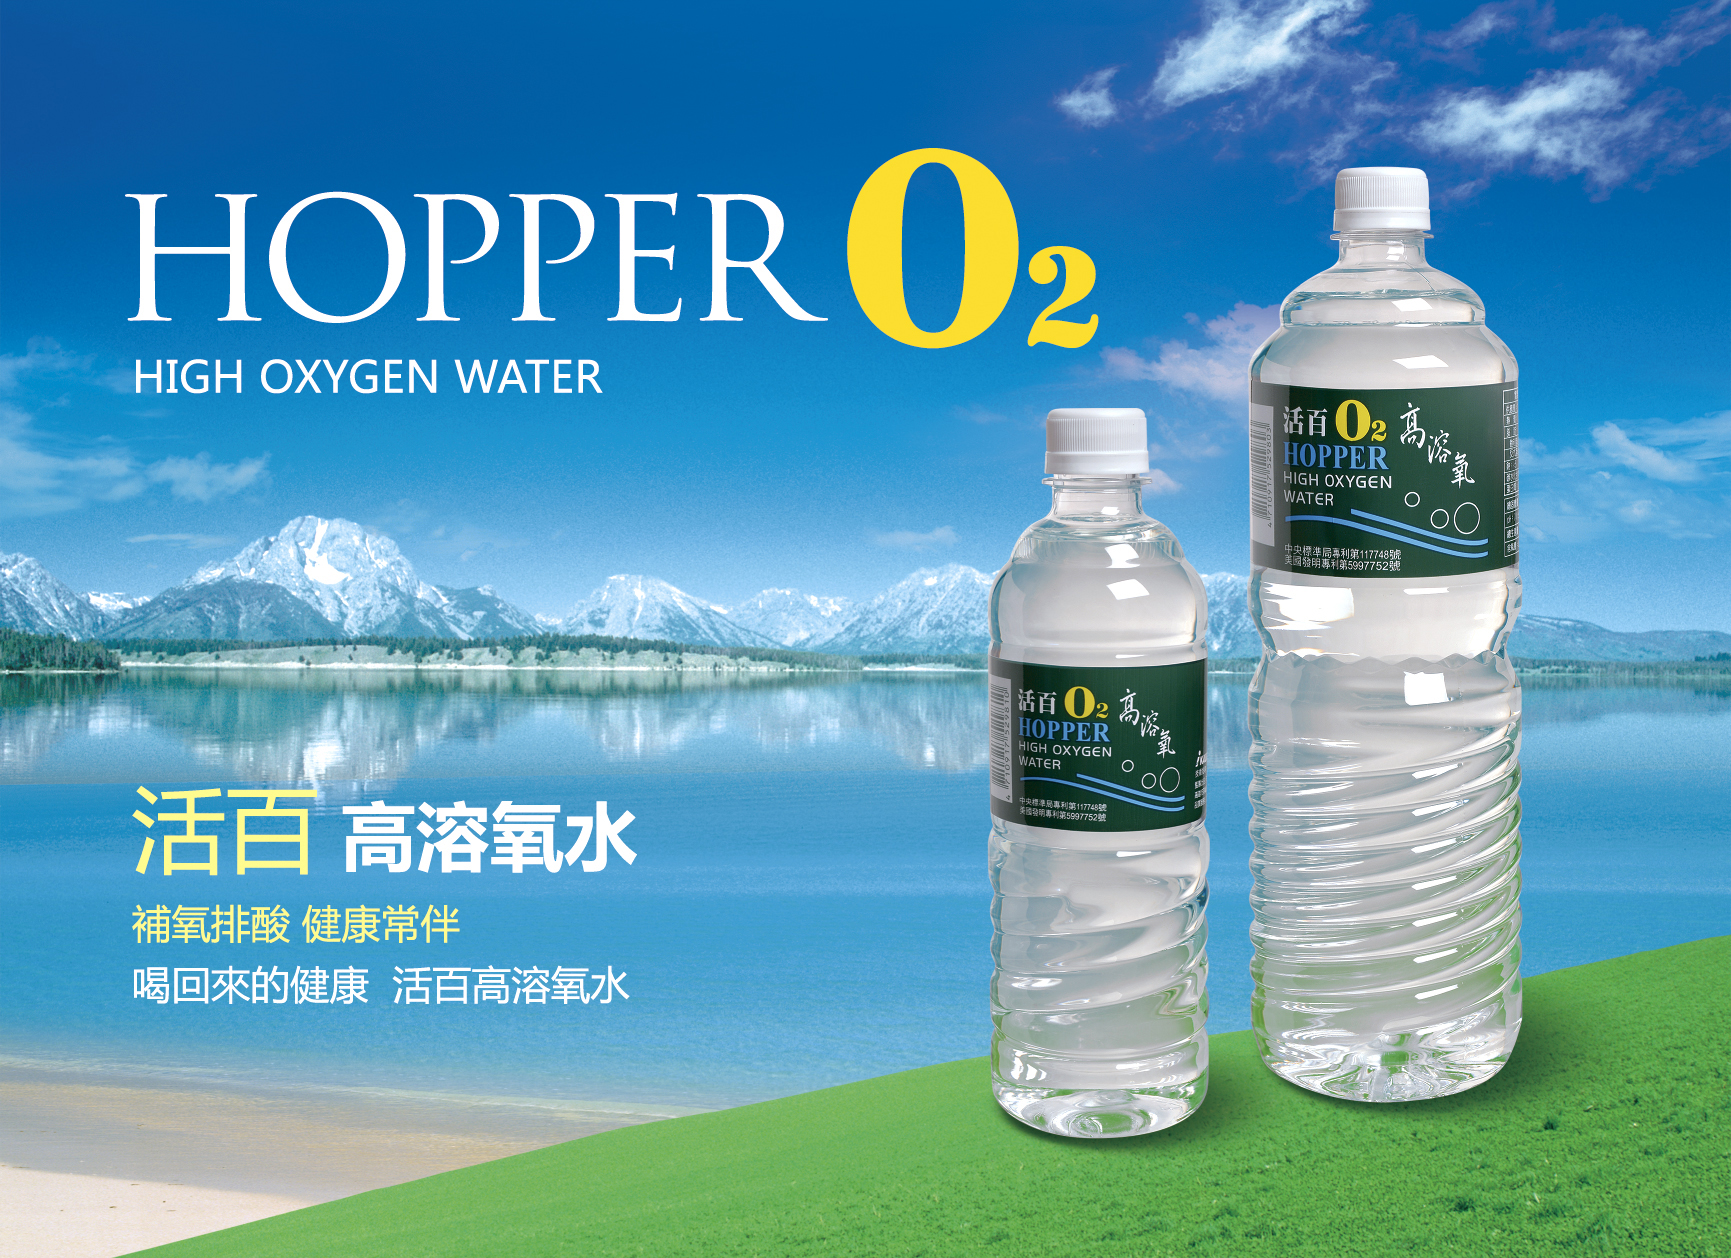 HOPPER O2
HIGH OXYGEN WATER
活百 高溶氧水
補氧排酸 健康常伴
喝回來的健康 活百高溶氧水
活百 O2 高溶氧
HOPPER
HIGH OXYGEN
WATER
中央標準局專利第117748號
美國發明專利第5997752號
活百 O2 高溶氧
HOPPER
HIGH OXYGEN
WATER
中央標準局專利第117748號
美國發明專利第5997752號